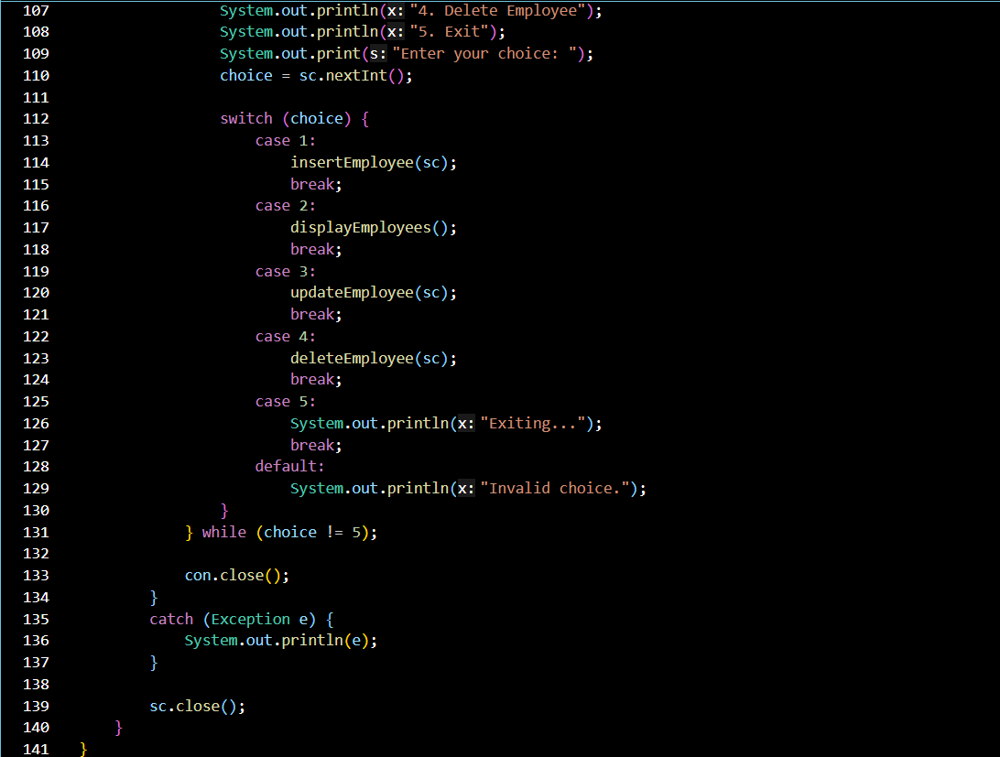 107 System.out.println(x: "4. Delete Employee");
108 System.out.println(x: "5. Exit");
109 System.out.print(s: "Enter your choice: ");
110 choice = sc.nextInt();
111
112 switch (choice) {
113 case 1:
114 insertEmployee(sc);
115 break;
116 case 2:
117 displayEmployees();
118 break;
119 case 3:
120 updateEmployee(sc);
121 break;
122 case 4:
123 deleteEmployee(sc);
124 break;
125 case 5:
126 System.out.println(x: "Exiting...");
127 break;
128 default:
129 System.out.println(x: "Invalid choice.");
130 }
131 } while (choice != 5);
132
133 con.close();
134 }
135 catch (Exception e) {
136 System.out.println(e);
137 }
138
139 sc.close();
140 }
141 }